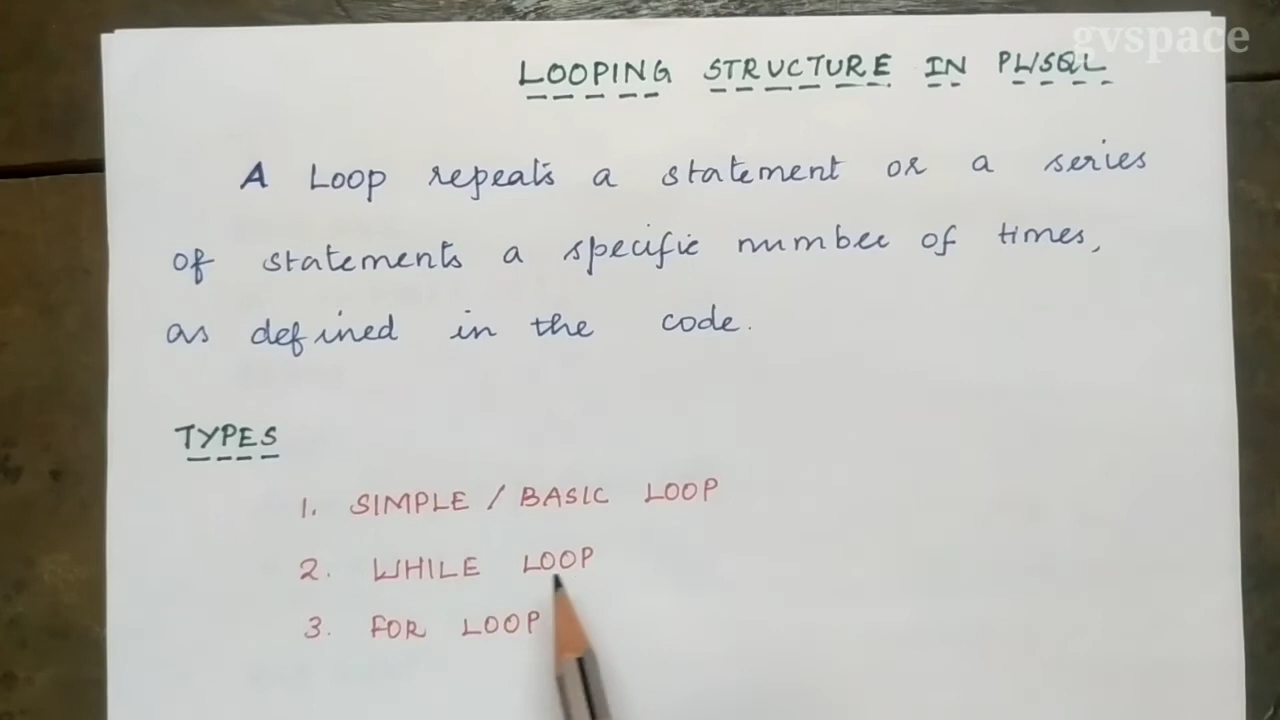 gvspace
LOOPING STRUCTURE IN PL/SQL
A Loop repeats a statement or a series
of statements a specific number of times,
as defined in the code.
TYPES
1. SIMPLE / BASIC LOOP
2. WHILE LOOP
3. FOR LOOP